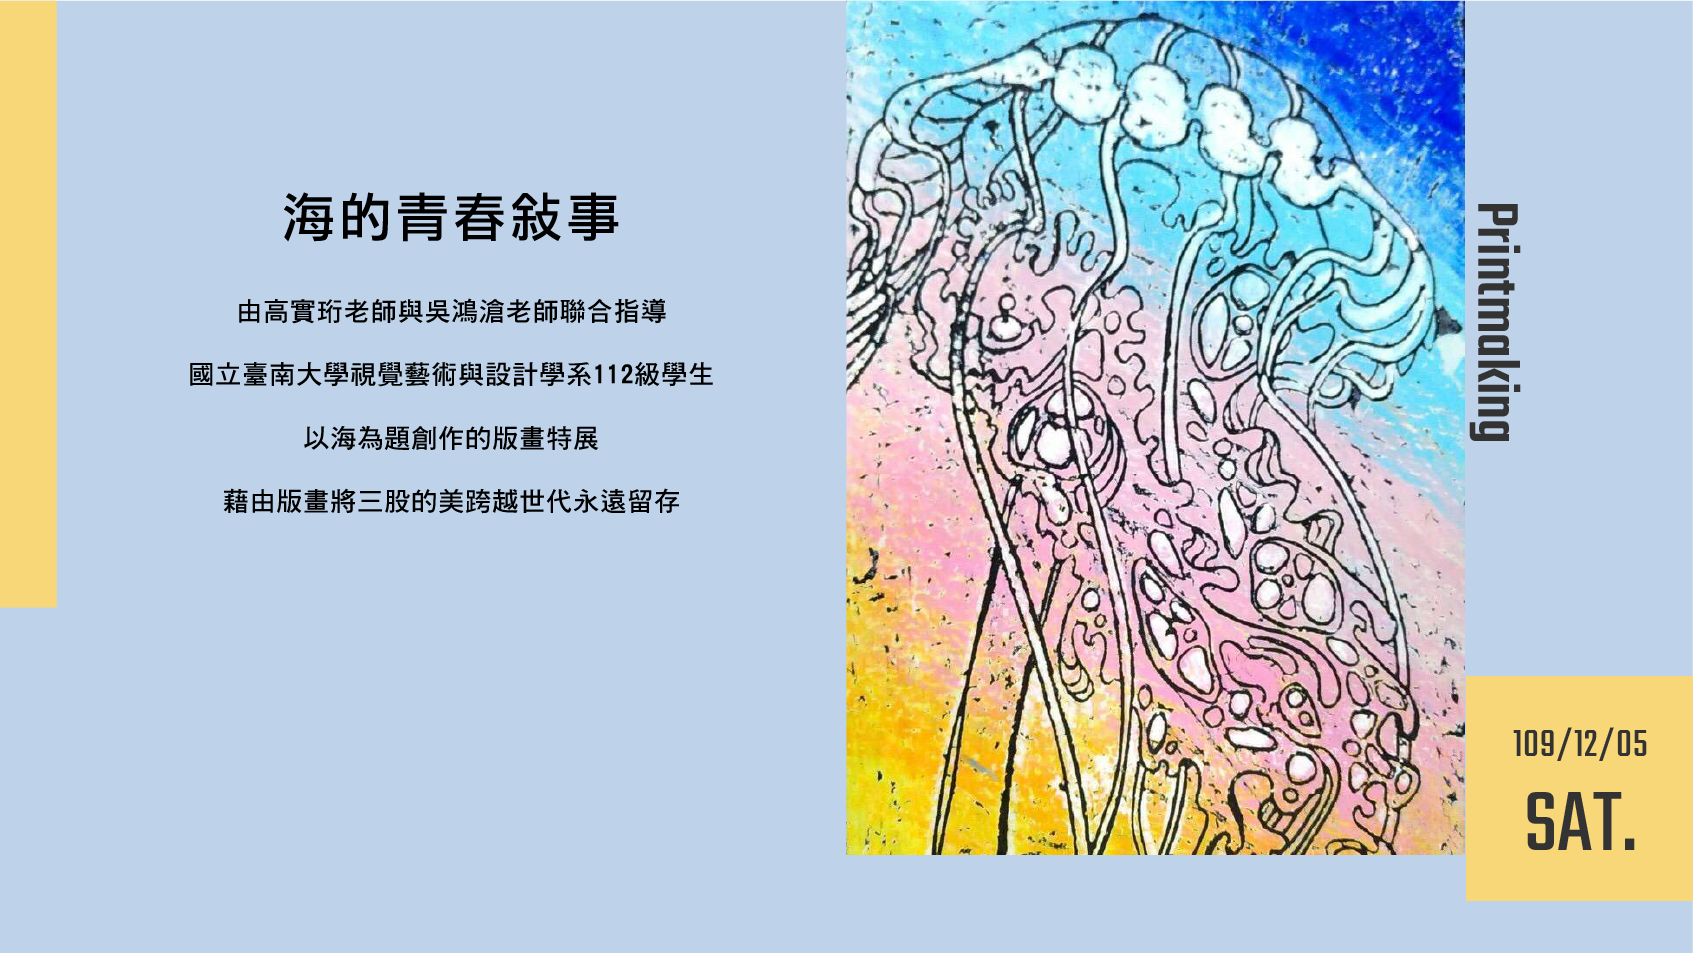 海的青春敍事
由高實珩老師與吳鴻滄老師聯合指導
國立臺南大學視覺藝術與設計學系112級學生
以海為題創作的版畫特展
藉由版畫將三股的美跨越世代永遠留存
Printmaking
109/12/05
SAT.